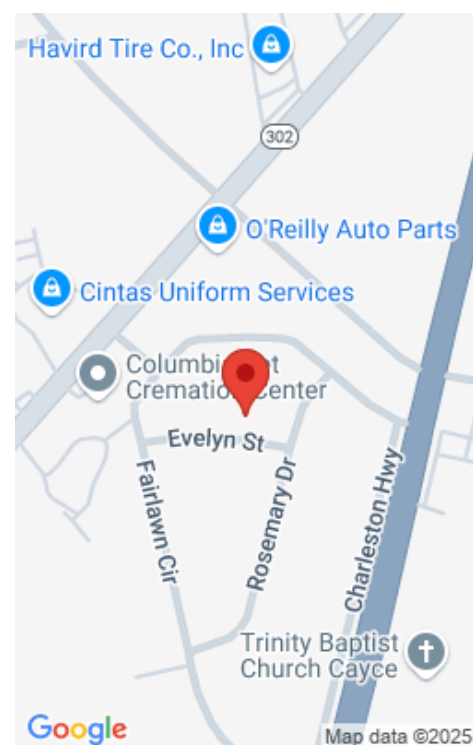 Havird Tire Co., Inc
302
O'Reilly Auto Parts
Cintas Uniform Services
Columbi
et
Cremation Center
Evelyn St
Fairlawn Cir
Rosemary Dr
Charleston Hwy
Trinity Baptist
Church Cayce
Google
Map data ©2025